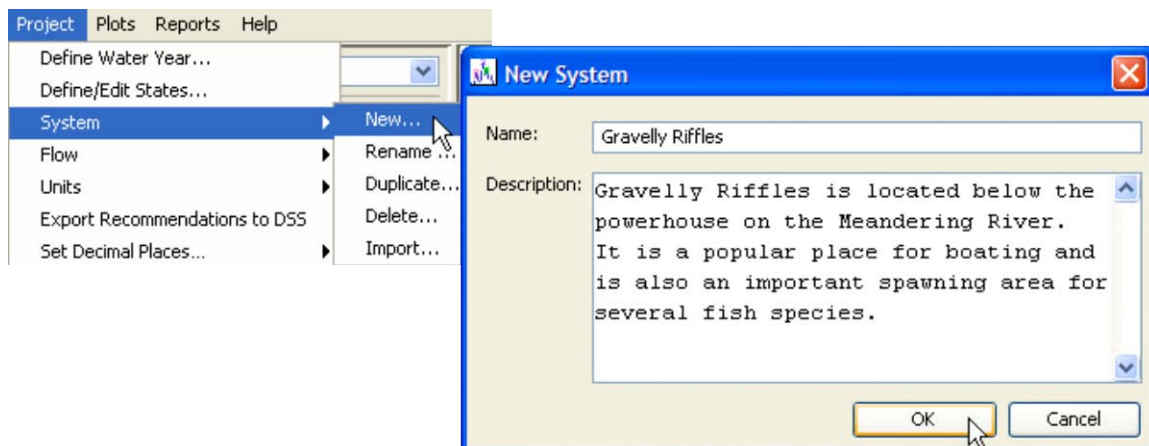 Project Plots Reports Help
Define Water Year...
Define/Edit States...
System
Flow
Units
Export Recommendations to DSS
Set Decimal Places...
New...
Rename ...
Duplicate...
Delete...
Import...
New System
Name: Gravelly Riffles
Description: Gravelly Riffles is located below the
powerhouse on the Meandering River.
It is a popular place for boating and
is also an important spawning area for
several fish species.
OK Cancel